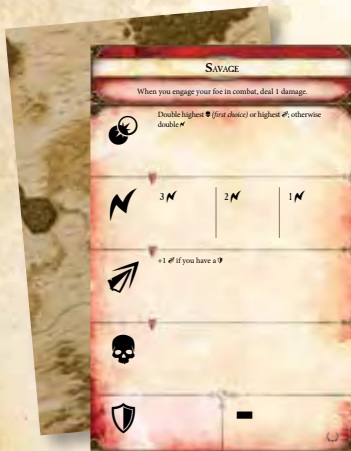 SAVAGE
When you engage your foe in combat, deal 1 damage.
Double highest (first choice) or highest ; otherwise
double
3 2 1
+1 if you have a